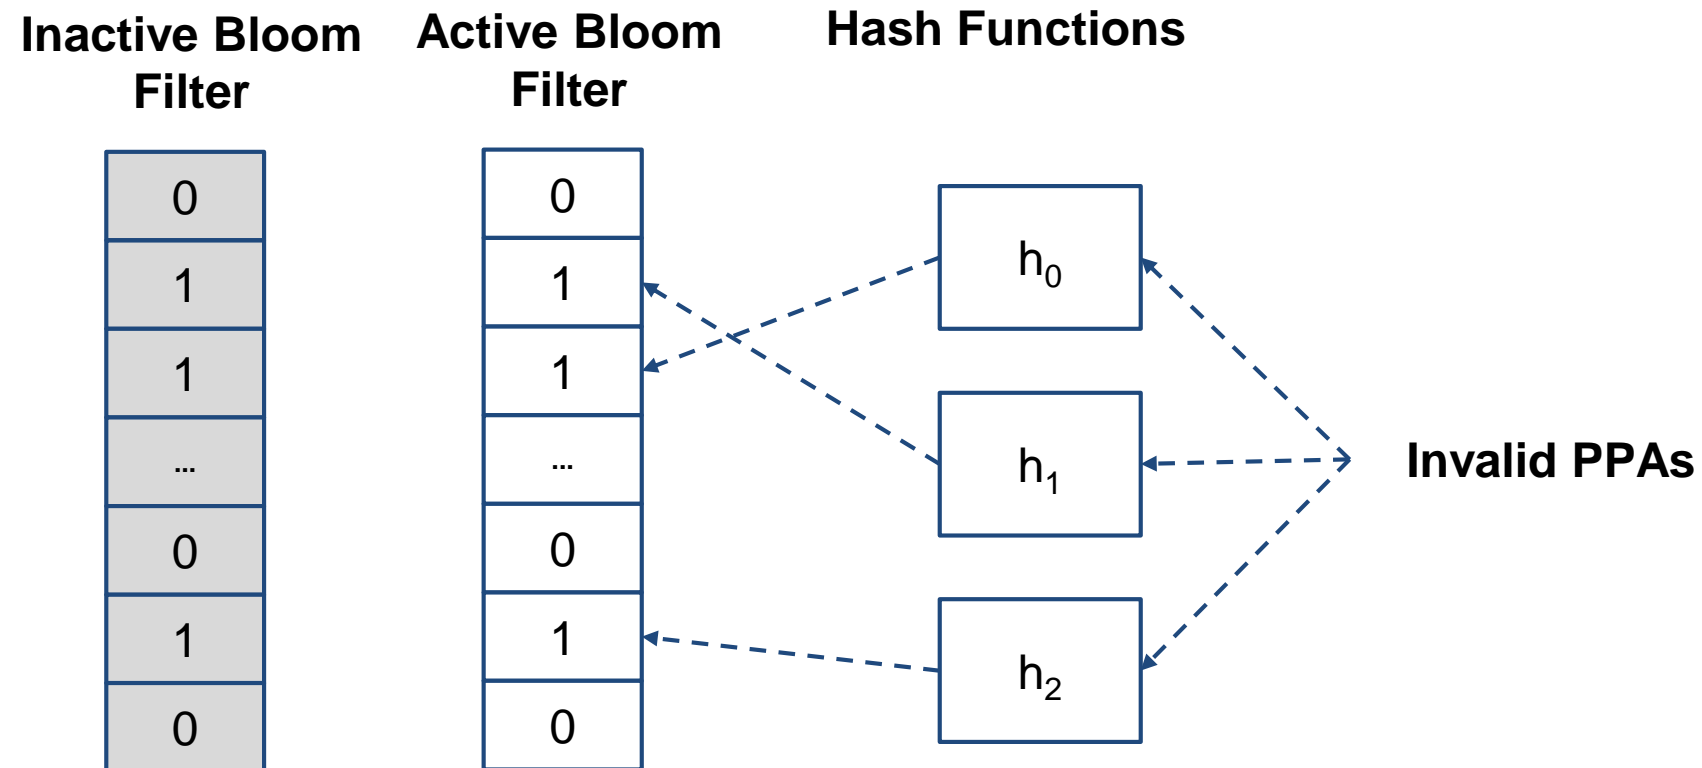 Inactive Bloom
Filter
Active Bloom
Filter
Hash Functions
0
1
1
...
0
1
0
0
1
1
...
0
1
0
h0
h1
h2
Invalid PPAs